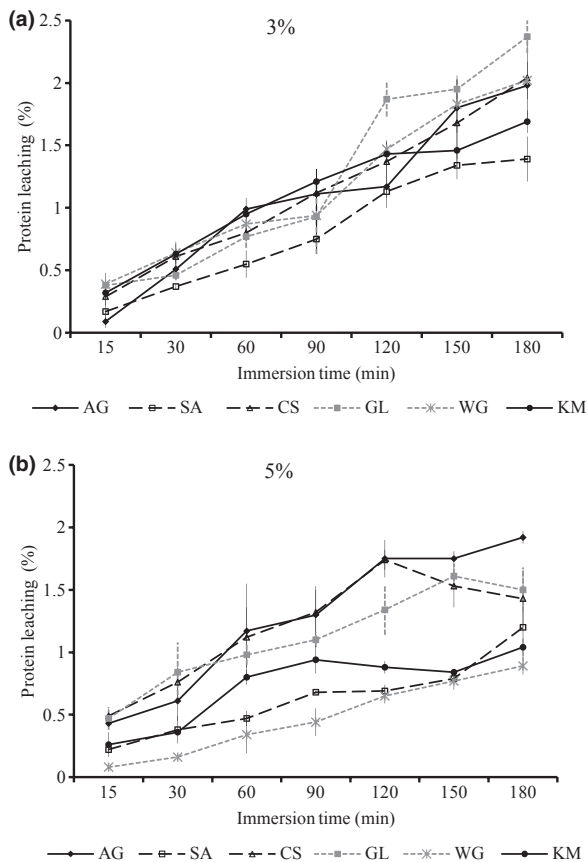 (a)
3%
2.5
2
1.5
1
0.5
0
Protein leaching (%)
15 30 60 90 120 150 180
Immersion time (min)
AG SA CS GL WG KM
(b)
5%
2.5
2
1.5
1
0.5
0
Protein leaching (%)
15 30 60 90 120 150 180
Immersion time (min)
AG SA CS GL WG KM